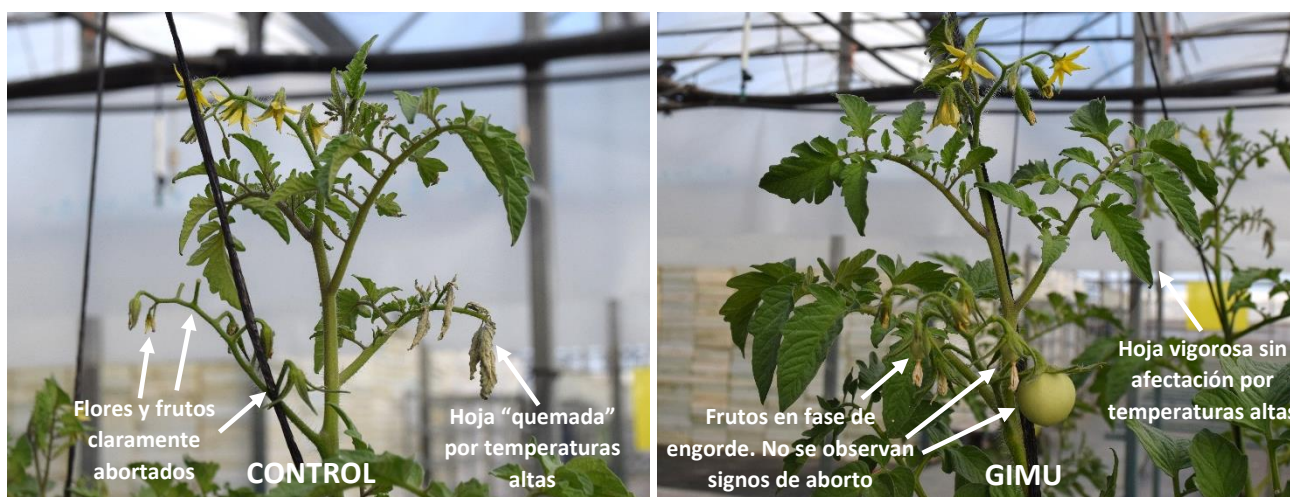 Flores y frutos
claramente
abortados
CONTROL
Hoja “quemada”
por temperaturas
altas
Frutos en fase de
engorde. No se observan
signos de aborto
GIMU
Hoja vigorosa sin
afectación por
temperaturas altas